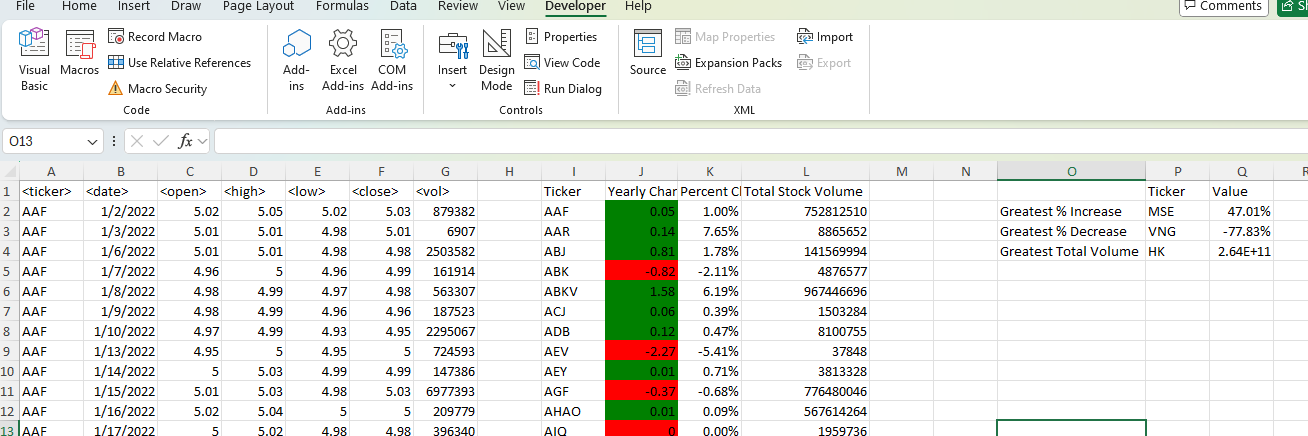 File Home Insert Draw Page Layout Formulas Data Review View Developer Help Comments Sh
Record Macro Properties Map Properties Import
Use Relative References View Code Expansion Packs Export
Visual Basic Macros Add-ins Excel Add-ins COM Add-ins Insert Design Mode Source
Macro Security Run Dialog Refresh Data
Code Add-ins Controls XML
O13 fx
A B C D E F G H I J K L M N O P Q R
1 <ticker> <date> <open> <high> <low> <close> <vol> Ticker Yearly Char Percent Cl Total Stock Volume Ticker Value
2 AAF 1/2/2022 5.02 5.05 5.02 5.03 879382 AAF 0.05 1.00% 752812510 Greatest % Increase MSE 47.01%
3 AAF 1/3/2022 5.01 5.01 4.98 5.01 6907 AAR 0.14 7.65% 8865652 Greatest % Decrease VNG -77.83%
4 AAF 1/6/2022 5.01 5.01 4.98 4.98 2503582 ABJ 0.81 1.78% 141569994 Greatest Total Volume HK 2.64E+11
5 AAF 1/7/2022 4.96 5 4.96 4.99 161914 ABK -0.82 -2.11% 4876577
6 AAF 1/8/2022 4.98 4.99 4.97 4.98 563307 ABKV 1.58 6.19% 967446696
7 AAF 1/9/2022 4.98 4.99 4.96 4.96 187523 ACJ 0.06 0.39% 1503284
8 AAF 1/10/2022 4.97 4.99 4.93 4.95 2295067 ADB 0.12 0.47% 8100755
9 AAF 1/13/2022 4.95 5 4.95 5 724593 AEV -2.27 -5.41% 37848
10 AAF 1/14/2022 5 5.03 4.99 4.99 147386 AEY 0.01 0.71% 3813328
11 AAF 1/15/2022 5.01 5.03 4.98 5.03 6977393 AGF -0.37 -0.68% 776480046
12 AAF 1/16/2022 5.02 5.04 5 5 209779 AHAO 0.01 0.09% 567614264
13 AAF 1/17/2022 5 5.02 4.98 4.98 396340 AIQ 0 0.00% 1959736